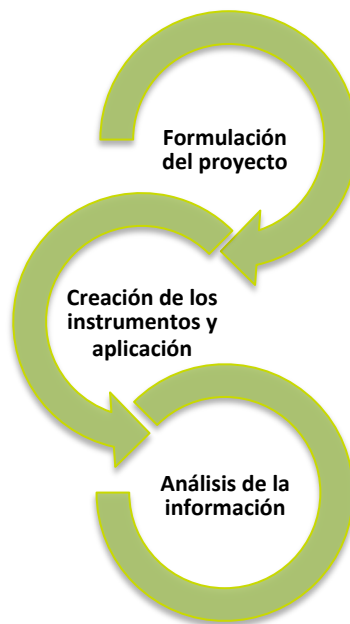 Formulación
del proyecto
Creación de los
instrumentos y
aplicación
Análisis de la
información